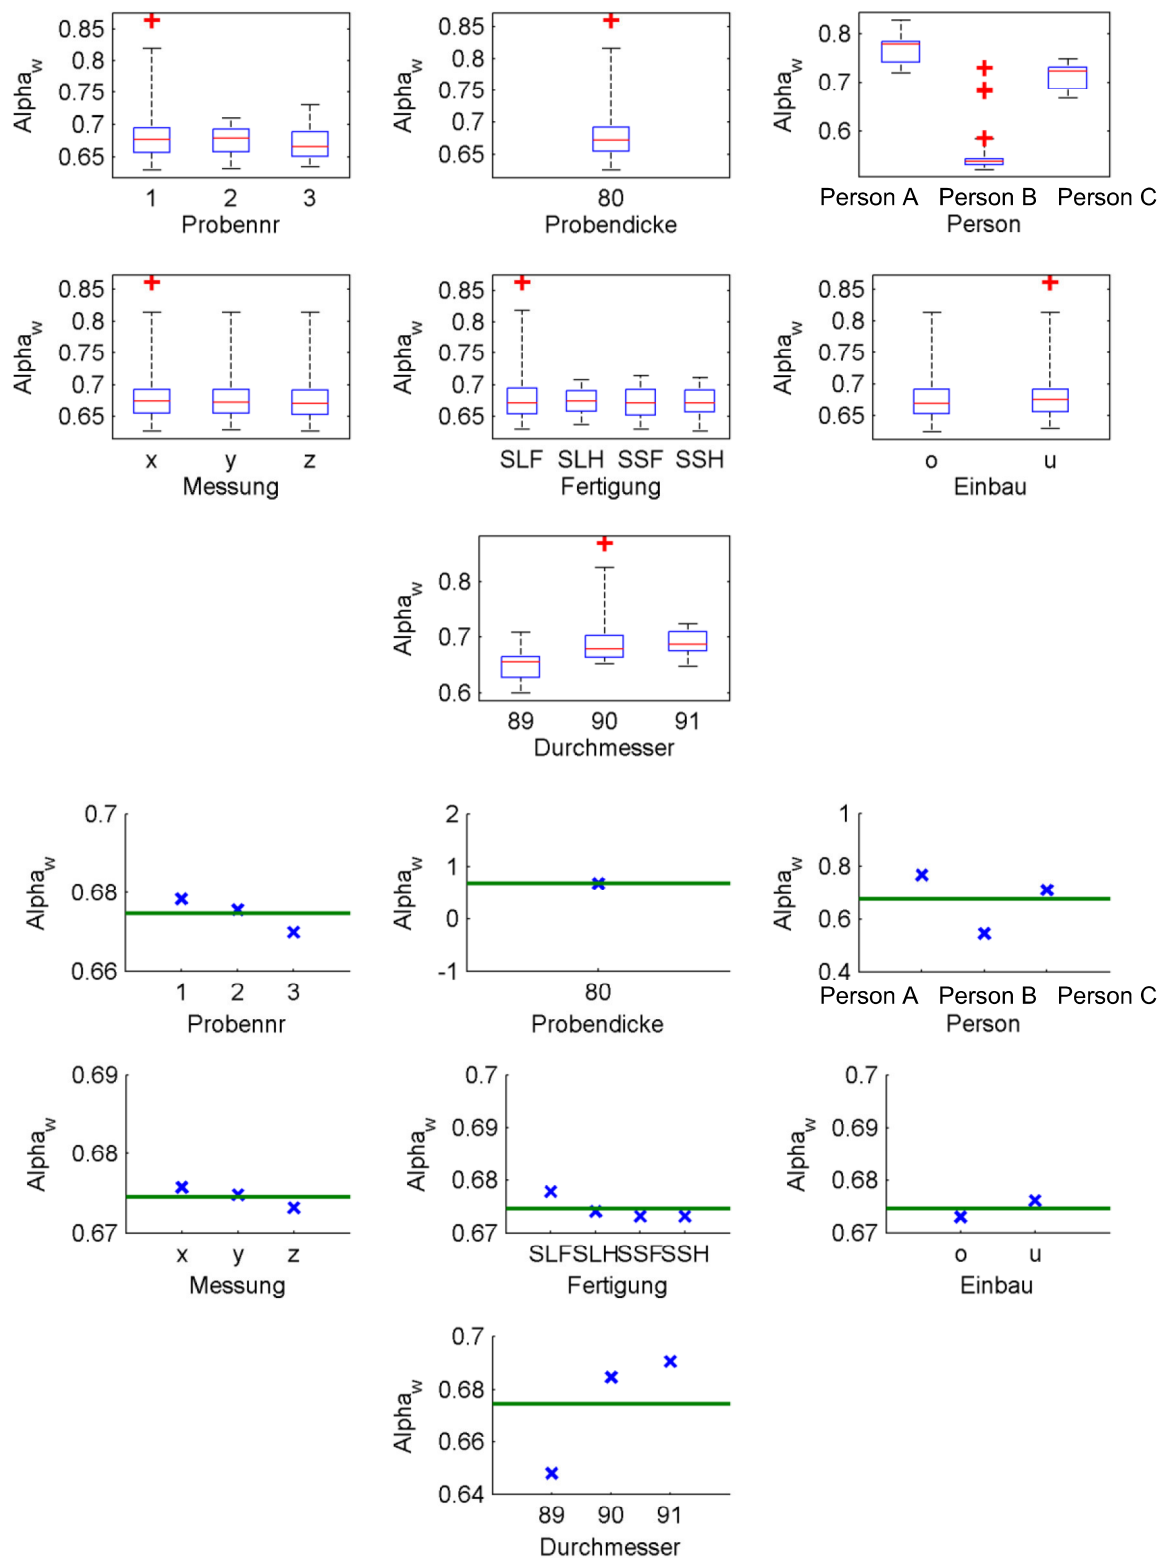 0.85
0.8
0.75
0.7
0.65
Alpha_w
1 2 3
Probennr
0.85
0.8
0.75
0.7
0.65
Alpha_w
80
Probendicke
0.8
0.7
0.6
Alpha_w
Person A Person B Person C
Person
0.85
0.8
0.75
0.7
0.65
Alpha_w
x y z
Messung
0.85
0.8
0.75
0.7
0.65
Alpha_w
SLF SLH SSF SSH
Fertigung
0.85
0.8
0.75
0.7
0.65
Alpha_w
o u
Einbau
0.8
0.7
0.6
Alpha_w
89 90 91
Durchmesser
0.7
0.68
0.66
Alpha_w
1 2 3
Probennr
2
1
0
-1
Alpha_w
80
Probendicke
1
0.8
0.6
0.4
Alpha_w
Person A Person B Person C
Person
0.69
0.68
0.67
Alpha_w
x y z
Messung
0.7
0.69
0.68
0.67
Alpha_w
SLF SLH SSF SSH
Fertigung
0.7
0.69
0.68
0.67
Alpha_w
o u
Einbau
0.7
0.68
0.66
0.64
Alpha_w
89 90 91
Durchmesser